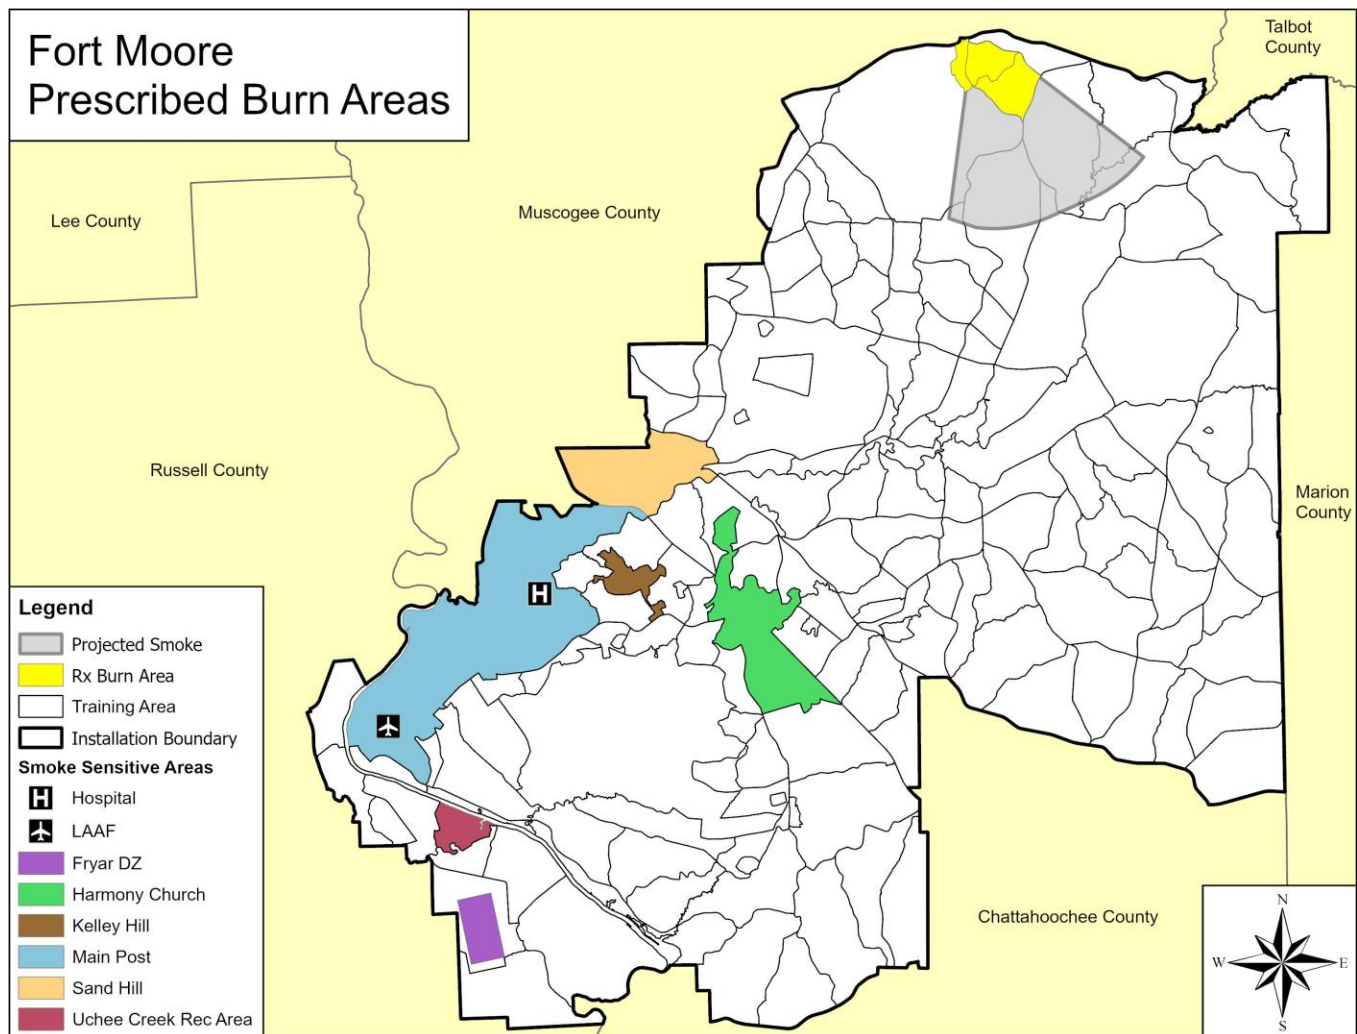 Fort Moore
Prescribed Burn Areas
Talbot
County
Lee County
Muscogee County
Russell County
Marion
County
Chattahoochee County
Legend
Projected Smoke
Rx Burn Area
Training Area
Installation Boundary
Smoke Sensitive Areas
H Hospital
LAAF
Fryar DZ
Harmony Church
Kelley Hill
Main Post
Sand Hill
Uchee Creek Rec Area
H
N
W E
S